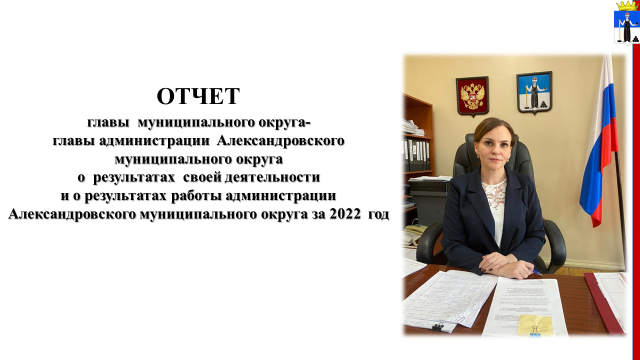 ОТЧЕТ
главы муниципального округа-
главы администрации Александровского
муниципального округа
о результатах своей деятельности
и о результатах работы администрации
Александровского муниципального округа за 2022 год